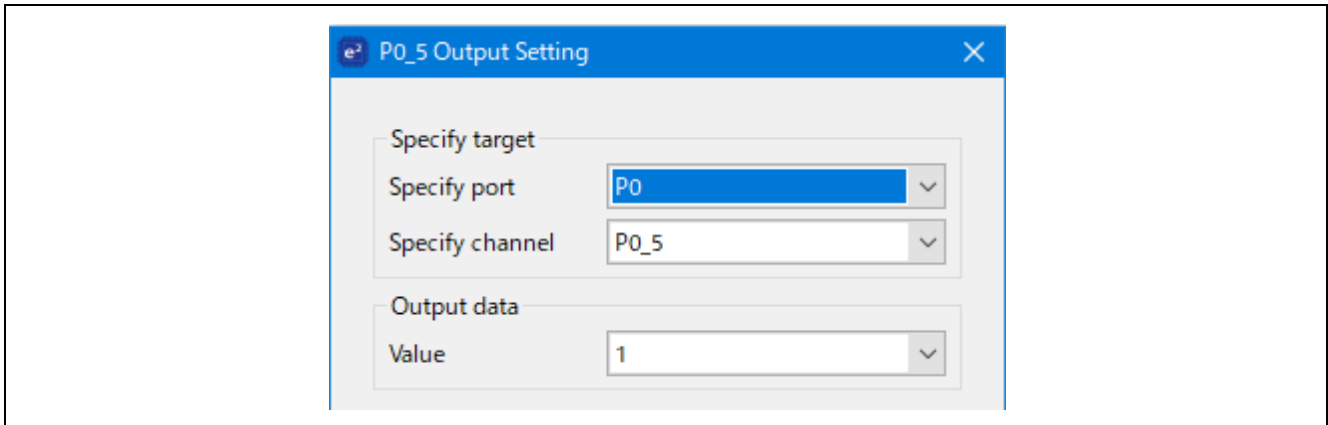 e² P0_5 Output Setting
Specify target
Specify port P0
Specify channel P0_5
Output data
Value 1